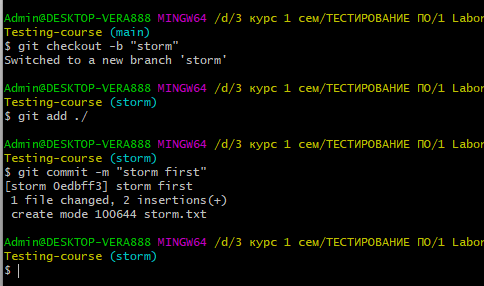 Admin@DESKTOP-VERA888 MINGW64 /d/3 курс 1 сем/ТЕСТИРОВАНИЕ ПО/1 Labor
Testing-course (main)
$ git checkout -b "storm"
Switched to a new branch 'storm'
Admin@DESKTOP-VERA888 MINGW64 /d/3 курс 1 сем/ТЕСТИРОВАНИЕ ПО/1 Labor
Testing-course (storm)
$ git add ./
Admin@DESKTOP-VERA888 MINGW64 /d/3 курс 1 сем/ТЕСТИРОВАНИЕ ПО/1 Labor
Testing-course (storm)
$ git commit -m "storm first"
[storm 0edbff3] storm first
1 file changed, 2 insertions(+)
create mode 100644 storm.txt
Admin@DESKTOP-VERA888 MINGW64 /d/3 курс 1 сем/ТЕСТИРОВАНИЕ ПО/1 Labor
Testing-course (storm)
$